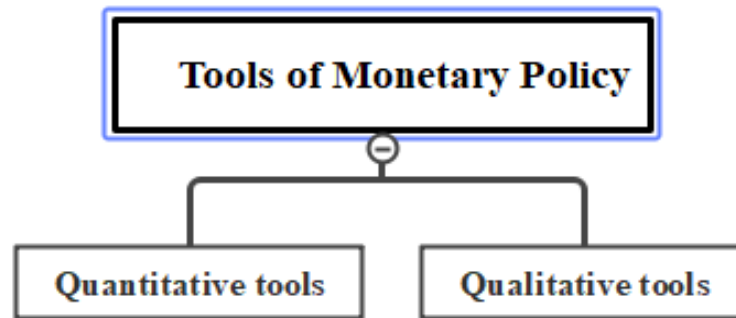 Tools of Monetary Policy
Quantitative tools
Qualitative tools